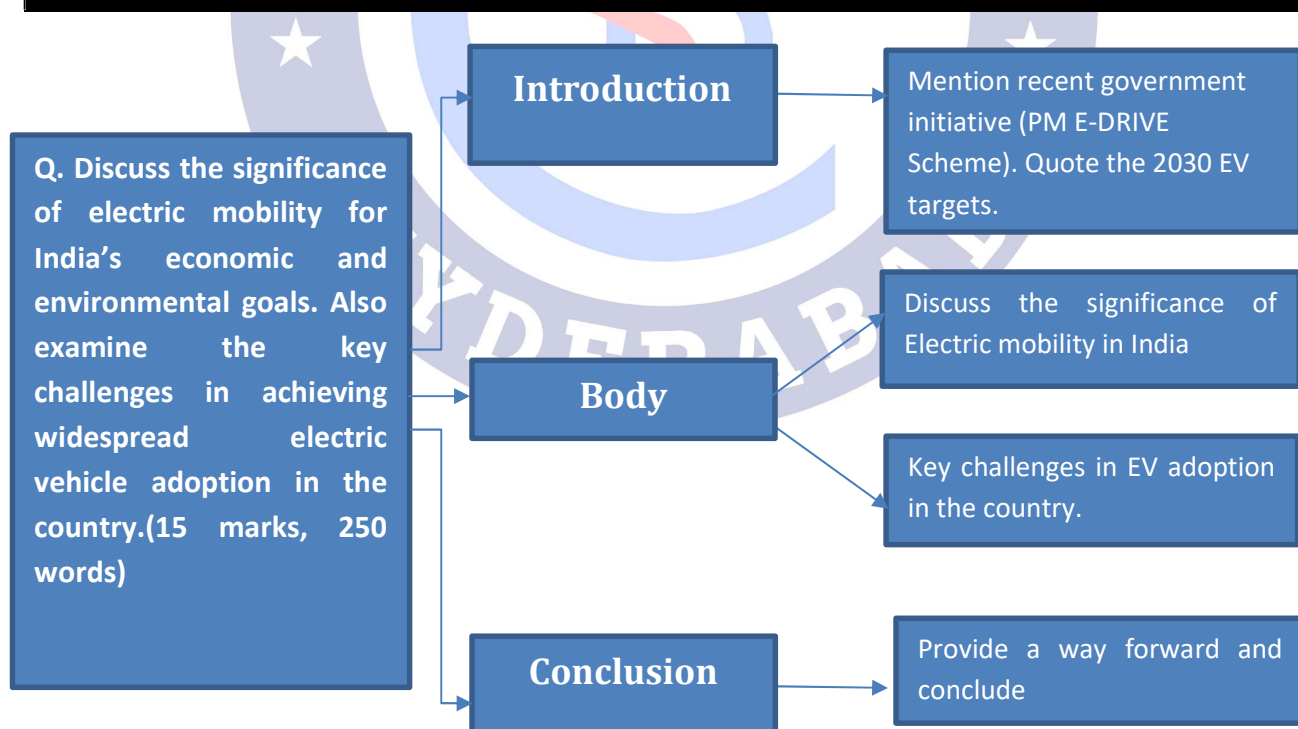 Q. Discuss the significance
of electric mobility for
India’s economic and
environmental goals. Also
examine the key
challenges in achieving
widespread electric
vehicle adoption in the
country.(15 marks, 250
words)
Introduction
Mention recent government
initiative (PM E-DRIVE
Scheme). Quote the 2030 EV
targets.
Body
Discuss the significance of
Electric mobility in India
Key challenges in EV adoption
in the country.
Conclusion
Provide a way forward and
conclude
YDERABAD